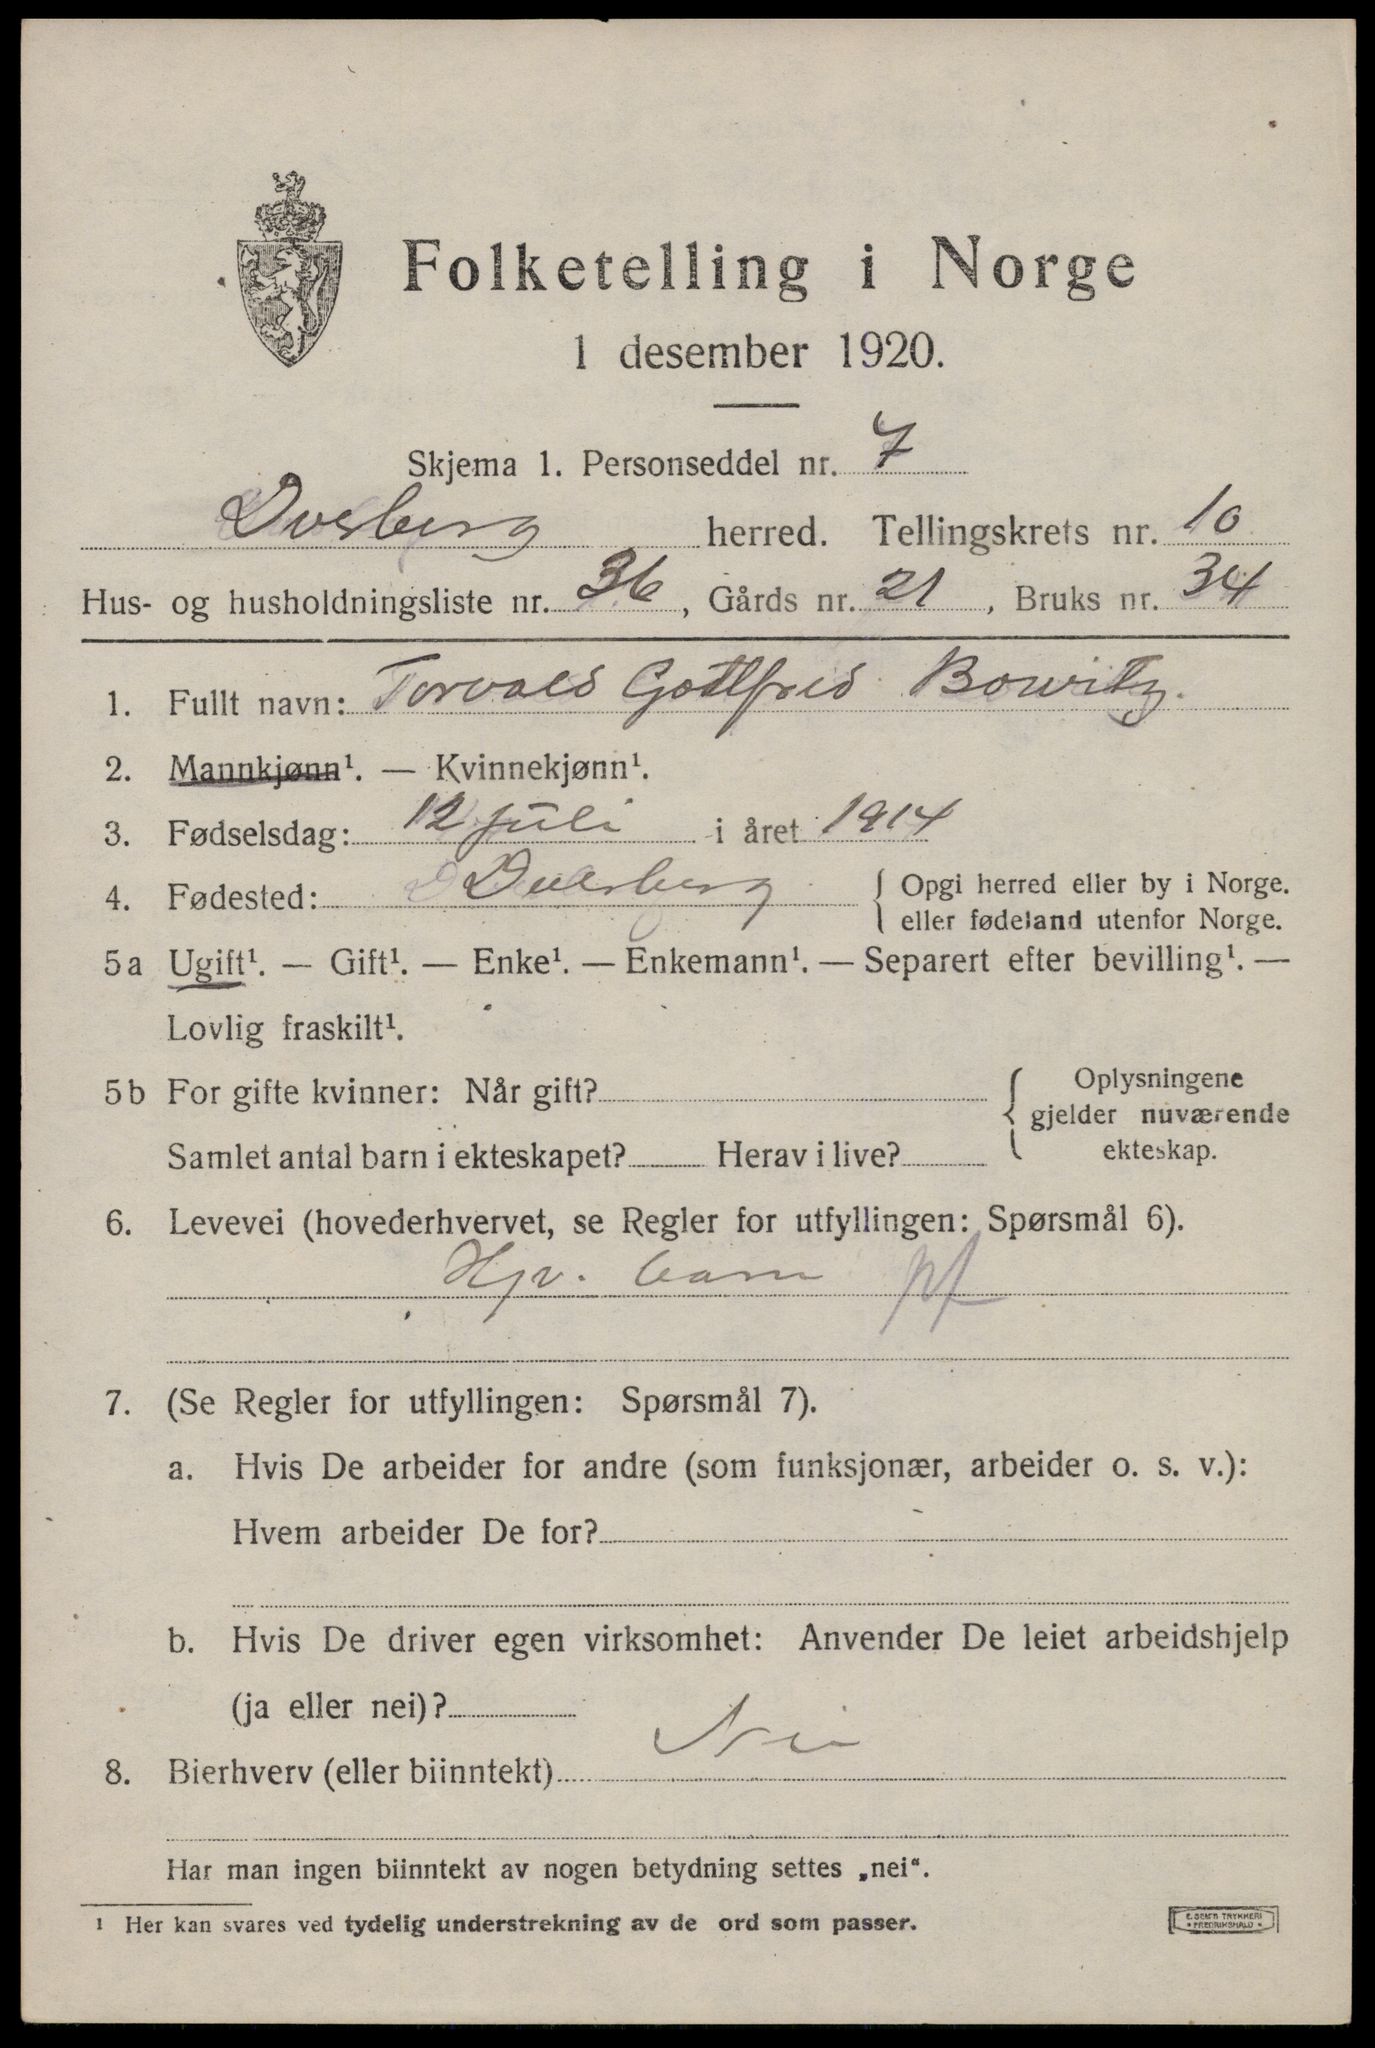 Folketelling i Norge
1 desember 1920.
Skjema 1. Personseddel nr. 7
Dverberg herred. Tellingskrets nr. 10
Hus- og husholdningsliste nr. 36, Gårds nr. 21, Bruks nr. 34
1. Fullt navn: Torvald Gotlfred Bowitz.
2. Mannkjønn¹. — Kvinnekjønn¹.
3. Fødselsdag: 12 juli i året 1914
4. Fødested: Dverberg { Opgi herred eller by i Norge.
eller fødeland utenfor Norge.
5a Ugift¹. — Gift¹. — Enke¹. — Enkemann¹. — Separert efter bevilling¹. —
Lovlig fraskilt¹.
5b For gifte kvinner: Når gift? { Oplysningene
gjelder nuværende
Samlet antal barn i ekteskapet? Herav i live? ekteskap.
6. Levevei (hovederhvervet, se Regler for utfyllingen: Spørsmål 6).
Hjv. barn
7. (Se Regler for utfyllingen: Spørsmål 7).
a. Hvis De arbeider for andre (som funksjonær, arbeider o. s. v.):
Hvem arbeider De for?
b. Hvis De driver egen virksomhet: Anvender De leiet arbeidshjelp
(ja eller nei)?
8. Bierhverv (eller biinntekt) Nei
Har man ingen biinntekt av nogen betydning settes „nei“.
¹ Her kan svares ved tydelig understrekning av de ord som passer.
E. SEM'S TRYKKERI
• FREDRIKSHALD •